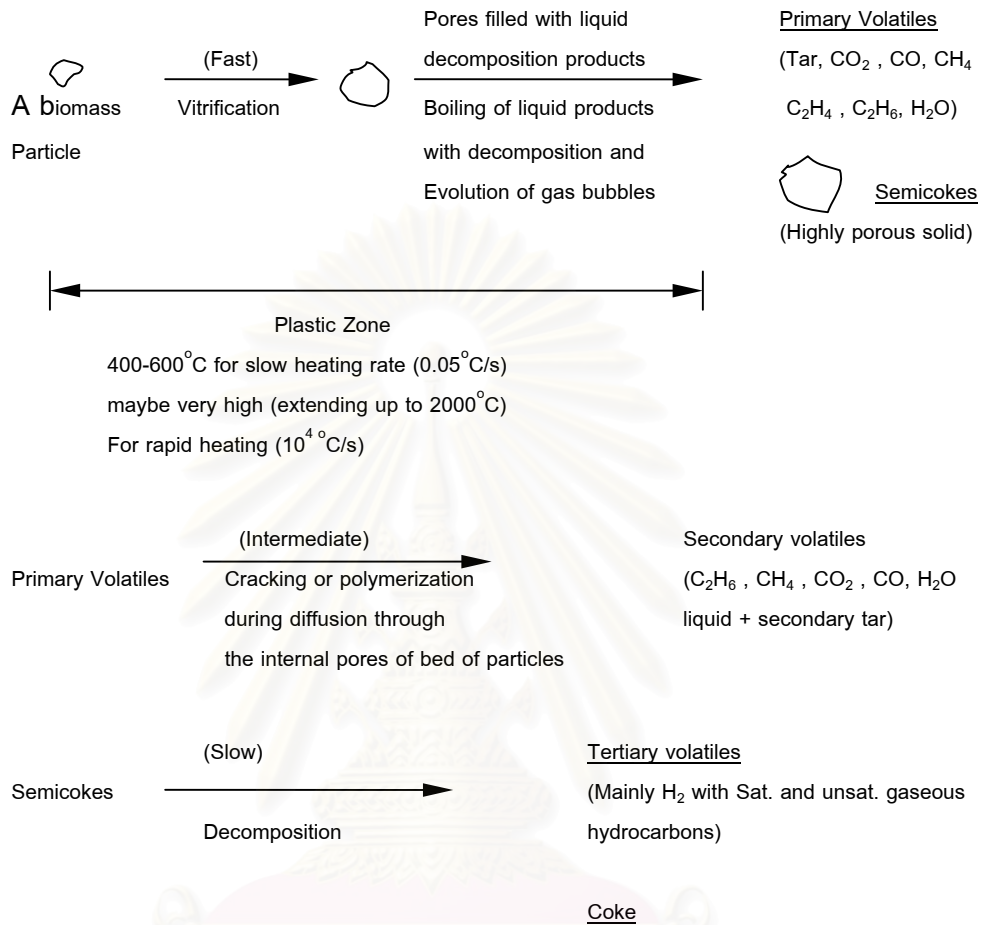 (Fast)
Vitrification
A biomass
Particle
Pores filled with liquid
decomposition products
Boiling of liquid products
with decomposition and
Evolution of gas bubbles
Primary Volatiles
(Tar, CO₂ , CO, CH₄
C₂H₄ , C₂H₆, H₂O)
Semicokes
(Highly porous solid)
Plastic Zone
400-600°C for slow heating rate (0.05°C/s)
maybe very high (extending up to 2000°C)
For rapid heating (10⁴ °C/s)
Primary Volatiles
(Intermediate)
Cracking or polymerization
during diffusion through
the internal pores of bed of particles
Secondary volatiles
(C₂H₆ , CH₄ , CO₂ , CO, H₂O
liquid + secondary tar)
Semicokes
(Slow)
Decomposition
Tertiary volatiles
(Mainly H₂ with Sat. and unsat. gaseous
hydrocarbons)
Coke